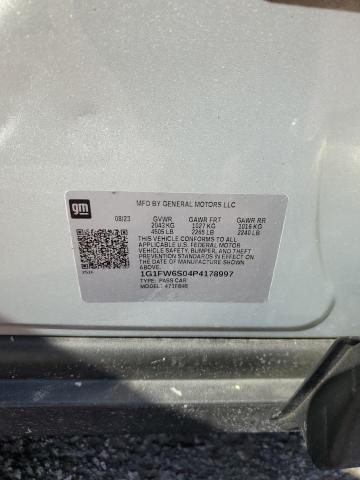 gm
MFD BY GENERAL MOTORS LLC
08/23 GVWR GAWR FRT GAWR RR
2043 KG 1027 KG 1016 KG
4505 LB 2265 LB 2240 LB
THIS VEHICLE CONFORMS TO ALL
APPLICABLE U.S. FEDERAL MOTOR
VEHICLE SAFETY, BUMPER, AND THEFT
PREVENTION STANDARDS IN EFFECT ON
THE DATE OF MANUFACTURE SHOWN
ABOVE.
1G1FW6S04P4178997
TYPE: PASS CAR
MODEL: